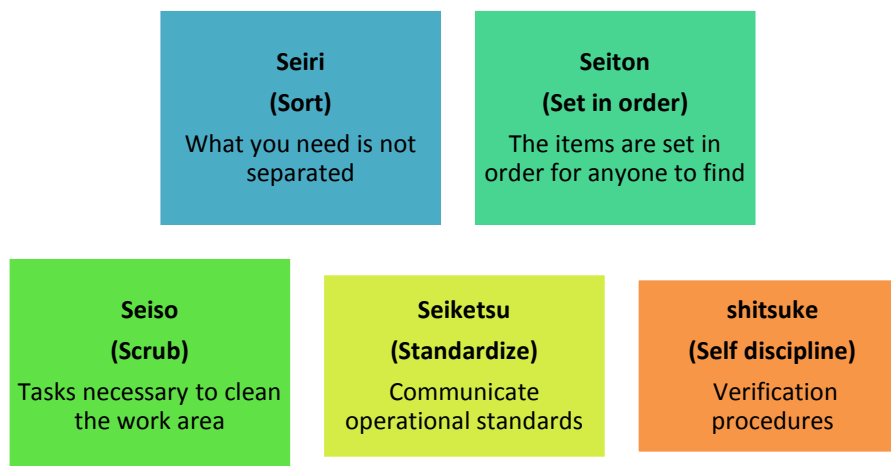 Seiri
(Sort)
What you need is not
separated
Seiton
(Set in order)
The items are set in
order for anyone to find
Seiso
(Scrub)
Tasks necessary to clean
the work area
Seiketsu
(Standardize)
Communicate
operational standards
shitsuke
(Self discipline)
Verification
procedures